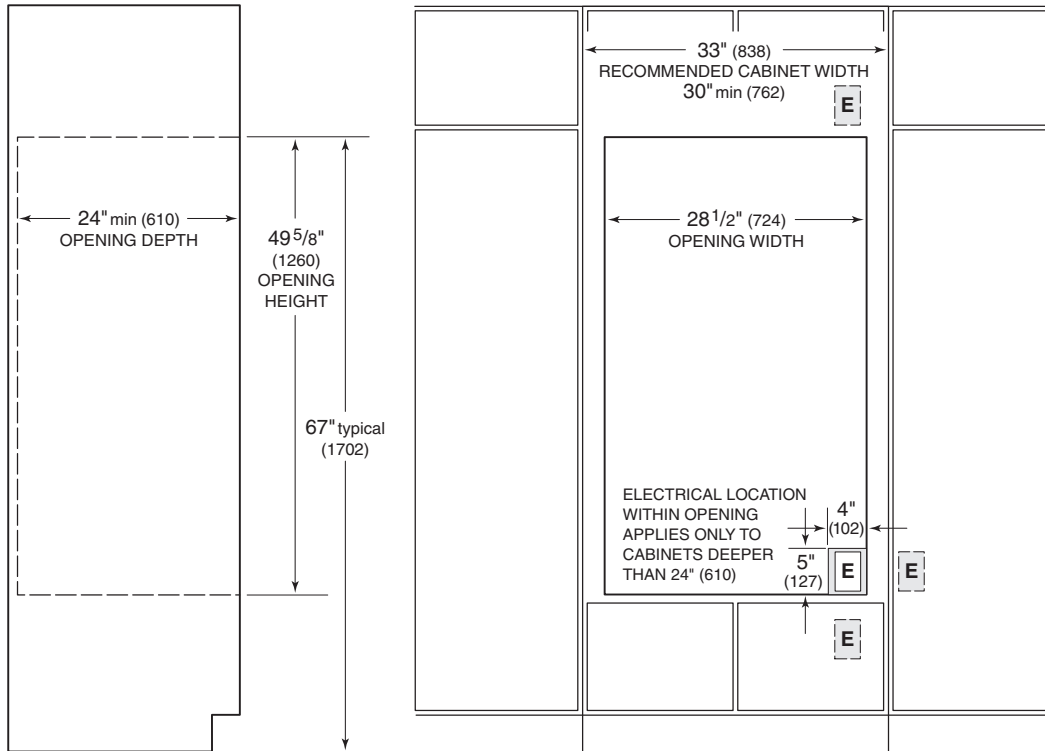 33" (838)
RECOMMENDED CABINET WIDTH
30" min (762)
E
24" min (610)
OPENING DEPTH
49 5/8"
(1260)
OPENING
HEIGHT
67" typical
(1702)
28 1/2" (724)
OPENING WIDTH
ELECTRICAL LOCATION
WITHIN OPENING
APPLIES ONLY TO
CABINETS DEEPER
THAN 24" (610)
4"
(102)
5"
(127)
E
E
E